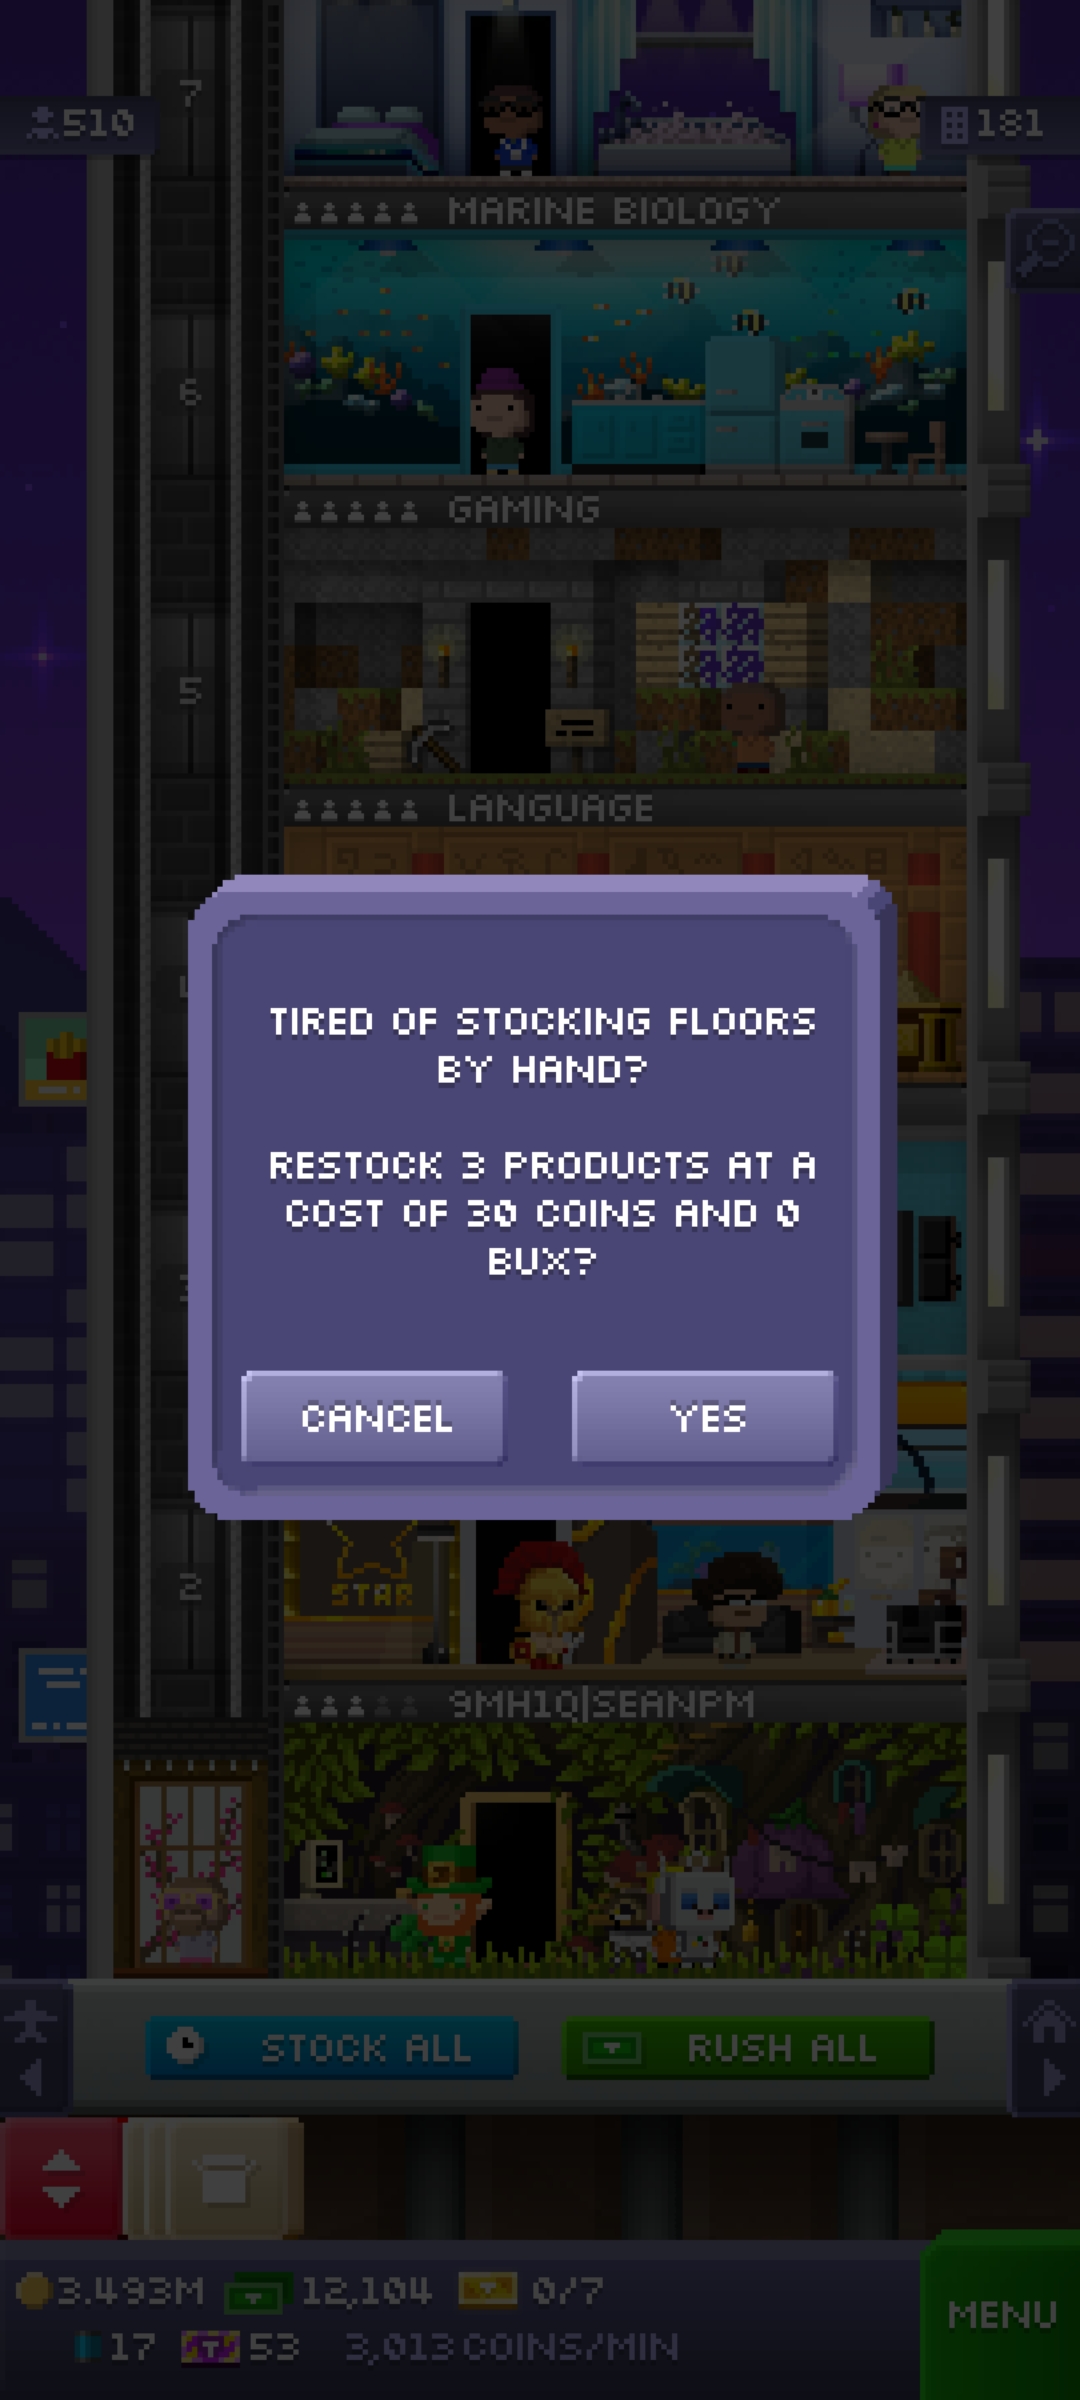 7
510
181
MARINE BIOLOGY
6
GAMING
5
LANGUAGE
TIRED OF STOCKING FLOORS
BY HAND?
RESTOCK 3 PRODUCTS AT A
COST OF 30 COINS AND 0
BUX?
CANCEL
YES
2
STAR
9MH1Q|SEANPM
STOCK ALL
RUSH ALL
3.493M
12,104
0/7
MENU
17
53
3,013 COINS/MIN